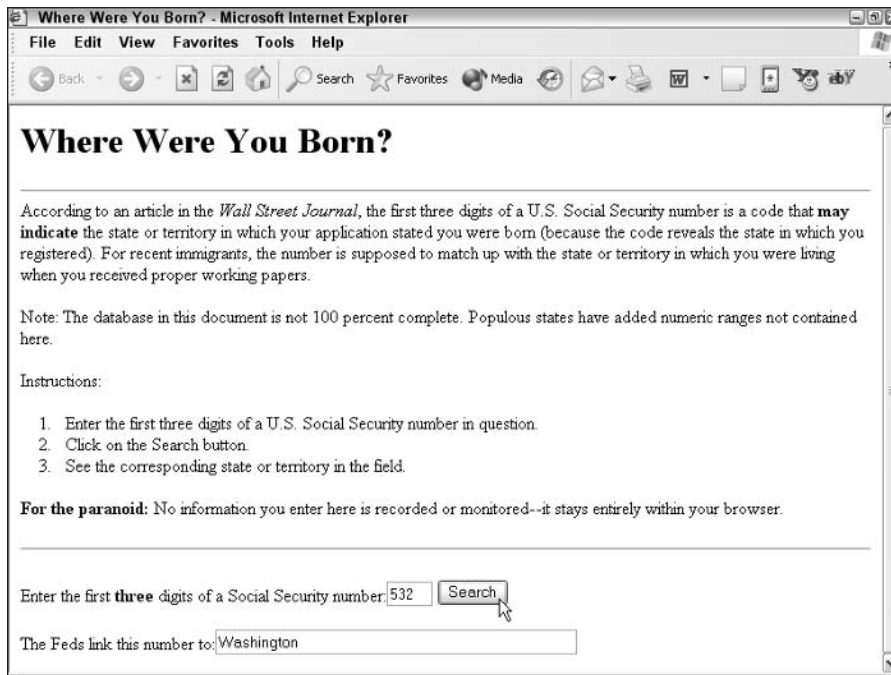 Where Were You Born? - Microsoft Internet Explorer
File Edit View Favorites Tools Help
Back Search Favorites Media
Where Were You Born?
According to an article in the Wall Street Journal, the first three digits of a U.S. Social Security number is a code that may
indicate the state or territory in which your application stated you were born (because the code reveals the state in which you
registered). For recent immigrants, the number is supposed to match up with the state or territory in which you were living
when you received proper working papers.
Note: The database in this document is not 100 percent complete. Populous states have added numeric ranges not contained
here.
Instructions:
1. Enter the first three digits of a U.S. Social Security number in question.
2. Click on the Search button.
3. See the corresponding state or territory in the field.
For the paranoid: No information you enter here is recorded or monitored--it stays entirely within your browser.
Enter the first three digits of a Social Security number: 532 Search
The Feds link this number to: Washington